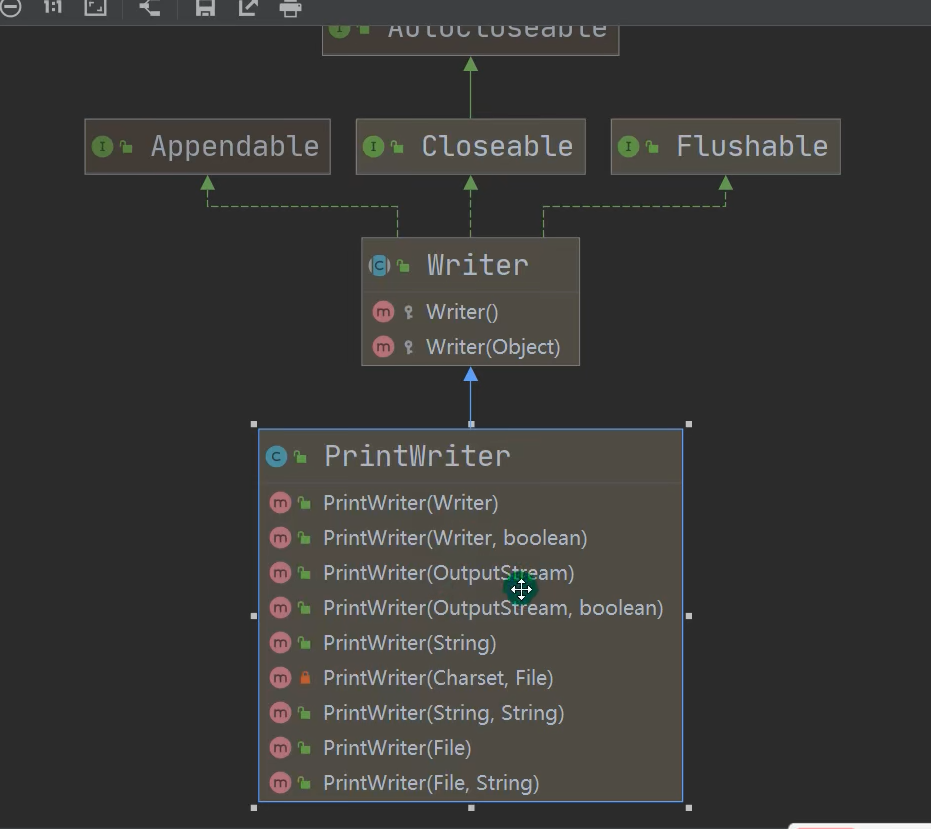 1:1
AutoCloseable
I Appendable
I Closeable
I Flushable
C Writer
m Writer()
m Writer(Object)
C PrintWriter
m PrintWriter(Writer)
m PrintWriter(Writer, boolean)
m PrintWriter(OutputStream)
m PrintWriter(OutputStream, boolean)
m PrintWriter(String)
m PrintWriter(Charset, File)
m PrintWriter(String, String)
m PrintWriter(File)
m PrintWriter(File, String)